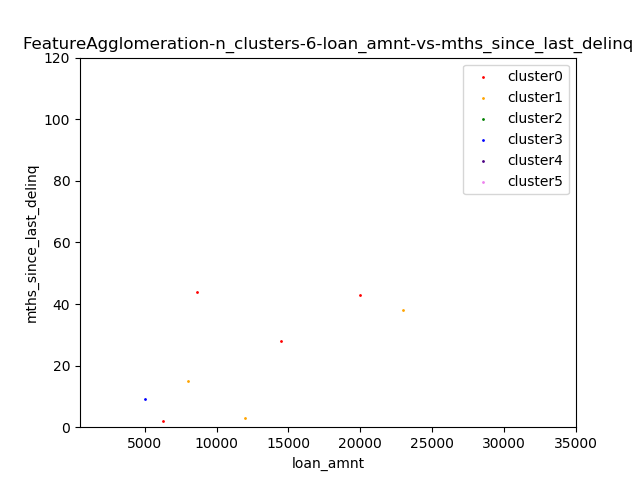 FeatureAgglomeration-n_clusters-6-loan_amnt-vs-mths_since_last_delinq
120
100
80
60
40
20
0
mths_since_last_delinq
cluster0
cluster1
cluster2
cluster3
cluster4
cluster5
5000 10000 15000 20000 25000 30000 35000
loan_amnt